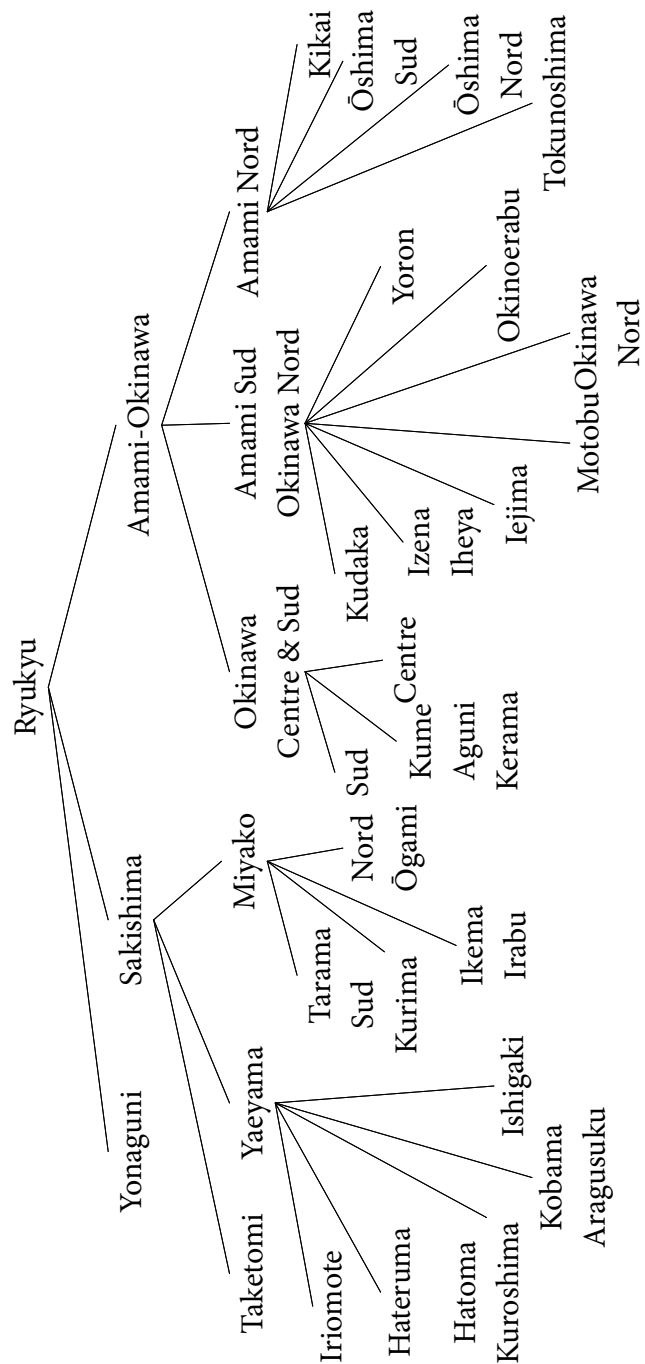 Ryukyu
Yonaguni
Sakishima
Amami-Okinawa
Taketomi
Yaeyama
Miyako
Okinawa
Centre & Sud
Amami Sud
Okinawa Nord
Amami Nord
Iriomote
Hateruma
Hatoma
Kuroshima
Kobama
Aragusuku
Ishigaki
Tarama
Sud
Kurima
Ikema
Irabu
Nord
Ōgami
Sud
Kume
Aguni
Kerama
Centre
Kudaka
Izena
Iheya
Iejima
Motobu
Okinawa
Nord
Okinoerabu
Yoron
Tokunoshima
Ōshima
Nord
Ōshima
Sud
Kikai